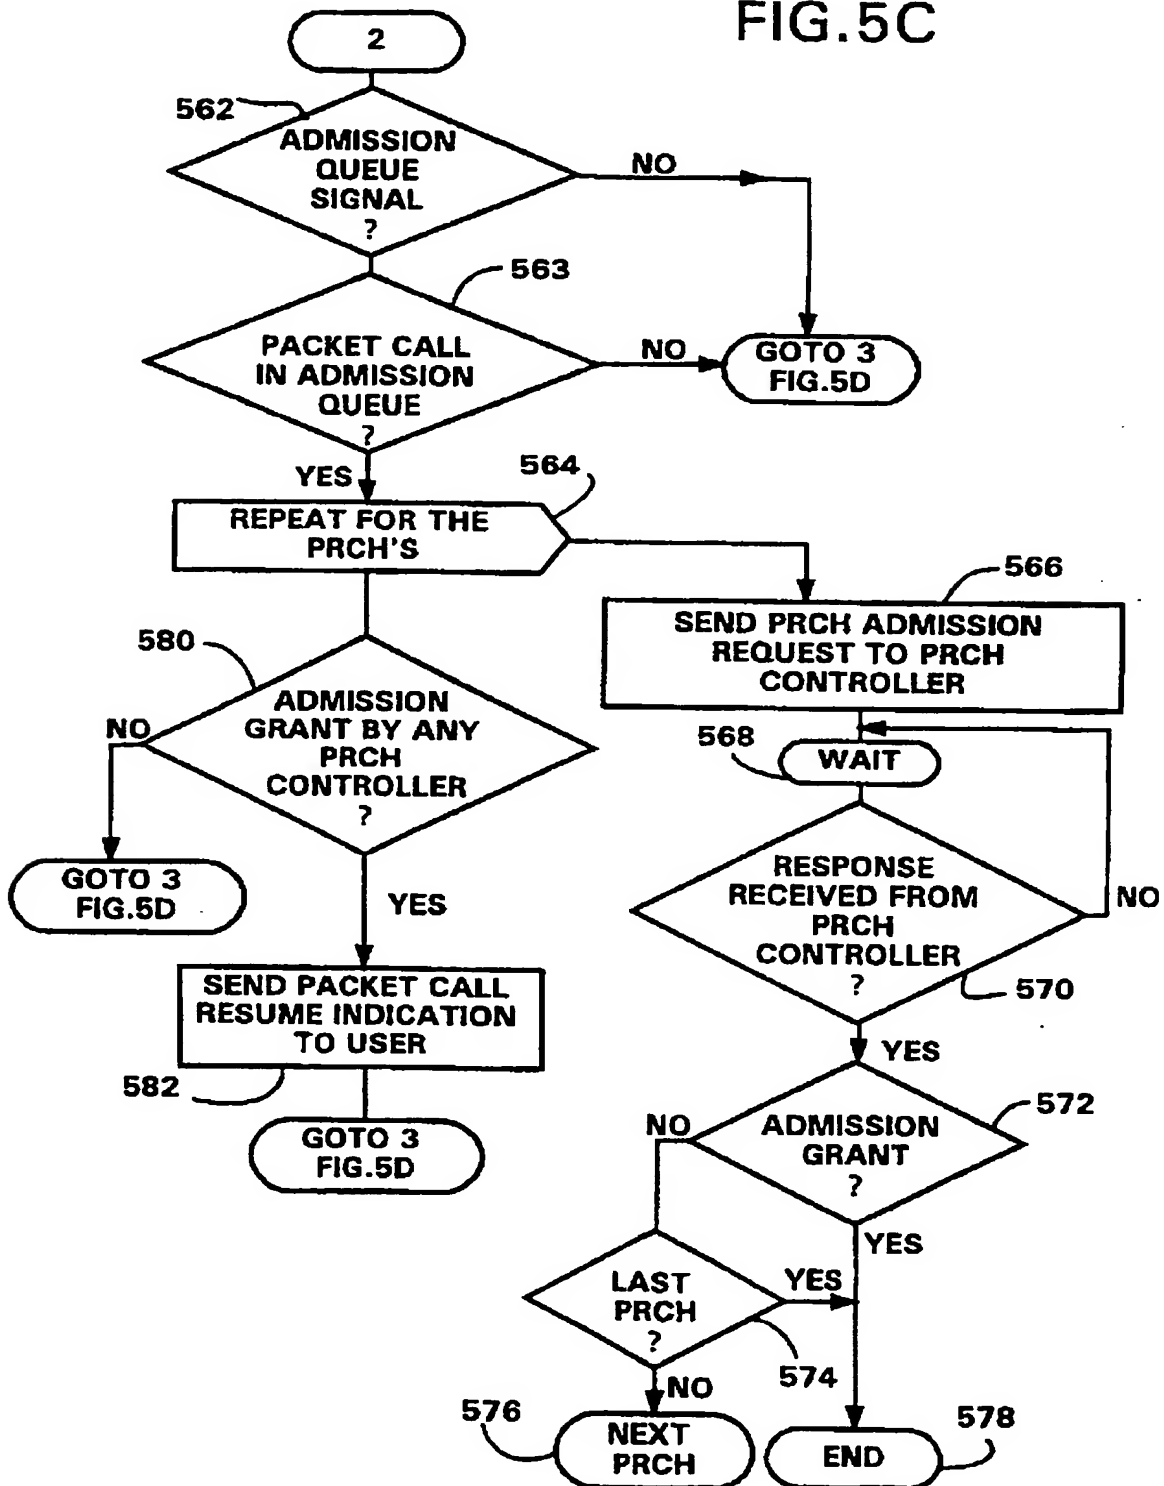 FIG.5C
2
562
ADMISSION
QUEUE
SIGNAL
?
NO
563
PACKET CALL
IN ADMISSION
QUEUE
?
NO
GOTO 3
FIG.5D
YES
564
REPEAT FOR THE
PRCH'S
566
SEND PRCH ADMISSION
REQUEST TO PRCH
CONTROLLER
580
ADMISSION
GRANT BY ANY
PRCH
CONTROLLER
?
NO
GOTO 3
FIG.5D
YES
SEND PACKET CALL
RESUME INDICATION
TO USER
582
GOTO 3
FIG.5D
568
WAIT
RESPONSE
RECEIVED FROM
PRCH
CONTROLLER
?
NO
570
YES
572
ADMISSION
GRANT
?
NO
YES
LAST
PRCH
?
YES
574
NO
576
NEXT
PRCH
END
578